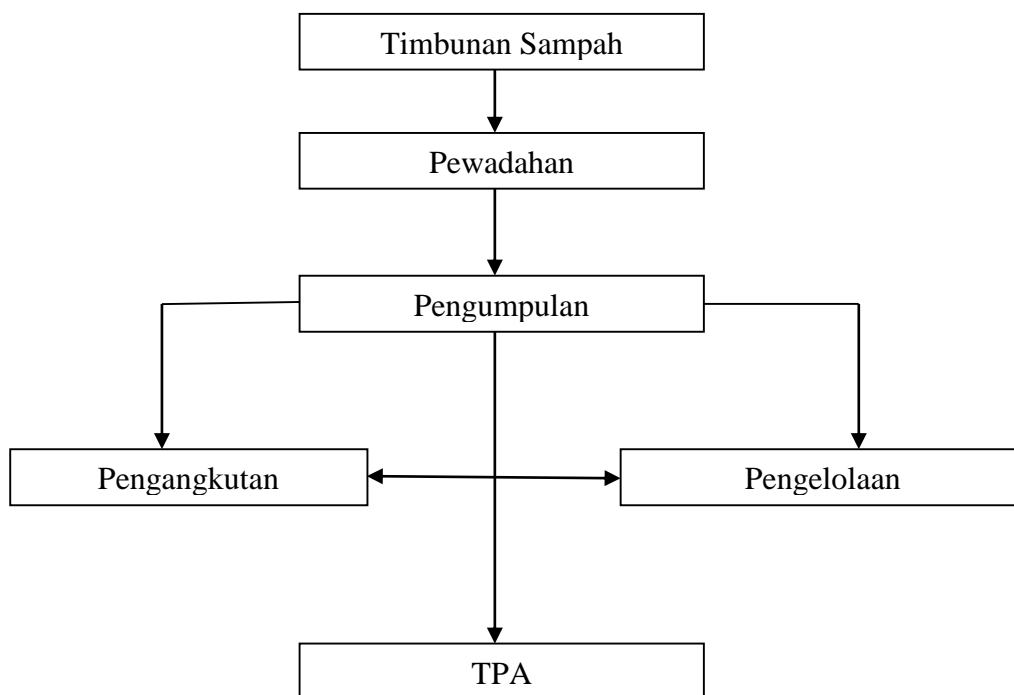 Timbunan Sampah
Pewadahan
Pengumpulan
Pengangkutan
Pengelolaan
TPA